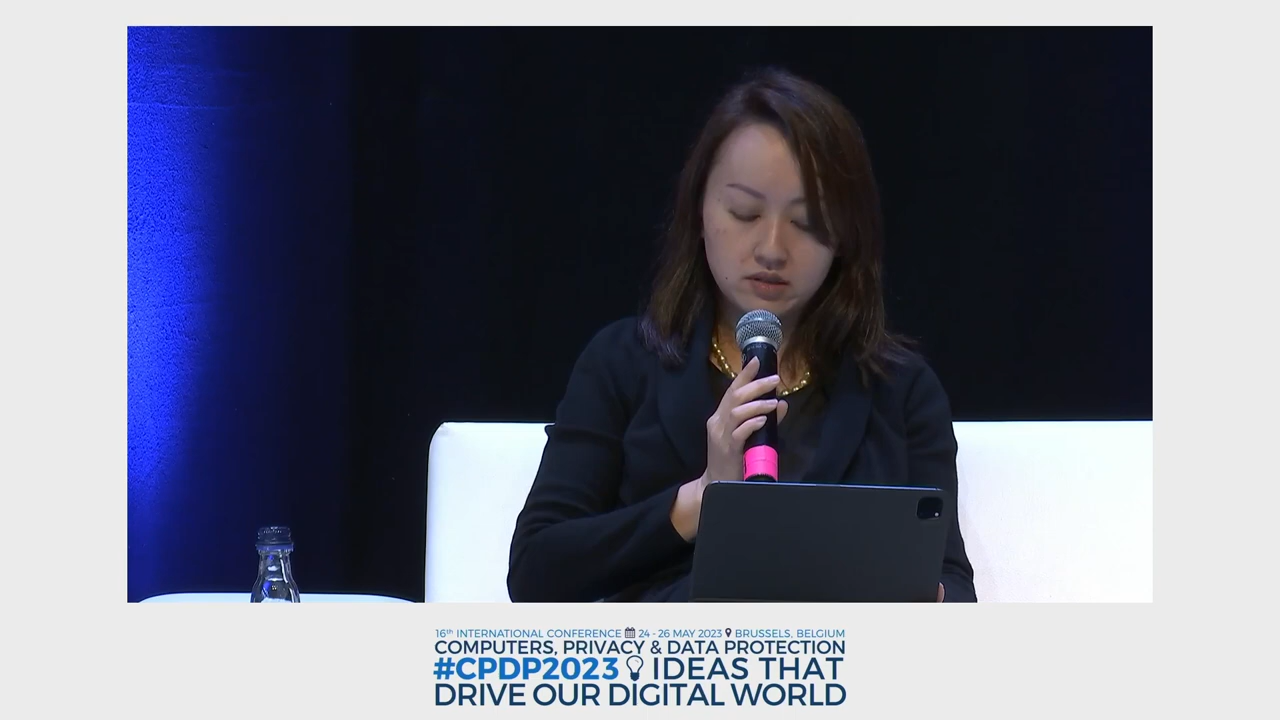 16th INTERNATIONAL CONFERENCE 24 - 26 MAY 2023 BRUSSELS, BELGIUM
COMPUTERS, PRIVACY & DATA PROTECTION
#CPDP2023 IDEAS THAT
DRIVE OUR DIGITAL WORLD